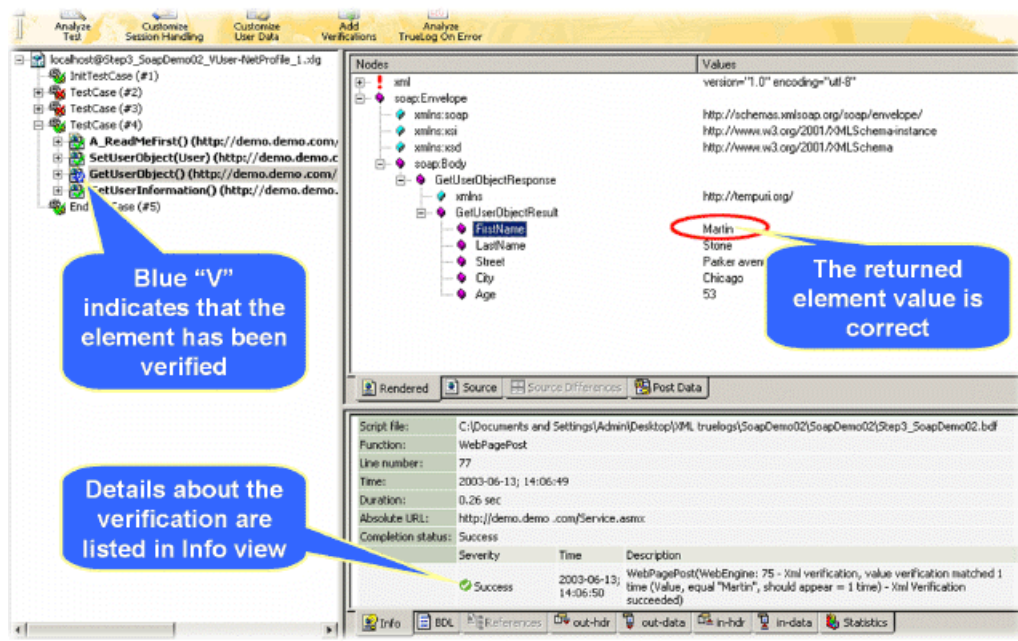 Analyze Test
Customize Session Handling
Customize User Data
Add Verifications
Analyze TrueLog On Error
localhost@Step3_SoapDemo02_VUser-NetProfile_1.xlg
InitTestCase (#1)
TestCase (#2)
TestCase (#3)
TestCase (#4)
A_ReadMeFirst() (http://demo.demo.com/
SetUserObject(User) (http://demo.demo.c
GetUserObject() (http://demo.demo.com/
GetUserInformation() (http://demo.demo.
End Case (#5)
Blue “V” 
indicates that the
element has been
verified
Nodes Values
xml version="1.0" encoding="utf-8"
soap:Envelope
xmlns:soap http://schemas.xmlsoap.org/soap/envelope/
xmlns:xsi http://www.w3.org/2001/XMLSchema-instance
xmlns:xsd http://www.w3.org/2001/XMLSchema
soap:Body
GetUserObjectResponse
xmlns http://tempuri.org/
GetUserObjectResult
FirstName Martin
LastName Stone
Street Parker aven
City Chicago
Age 53
The returned
element value is
correct
Rendered Source Source Differences Post Data
Script file: C:\Documents and Settings\Admin\Desktop\XML truelogs\SoapDemo02\SoapDemo02\Step3_SoapDemo02.bdf
Function: WebPagePost
Line number: 77
Time: 2003-06-13; 14:06:49
Duration: 0.26 sec
Absolute URL: http://demo.demo .com/Service.asmx
Completion status: Success
Severity Time Description
Success 2003-06-13; 14:06:50 WebPagePost(WebEngine: 75 - Xml verification, value verification matched 1
time (Value, equal "Martin", should appear = 1 time) - Xml Verification
succeeded)
Details about the
verification are
listed in Info view
Info BDL References out-hdr out-data in-hdr in-data Statistics